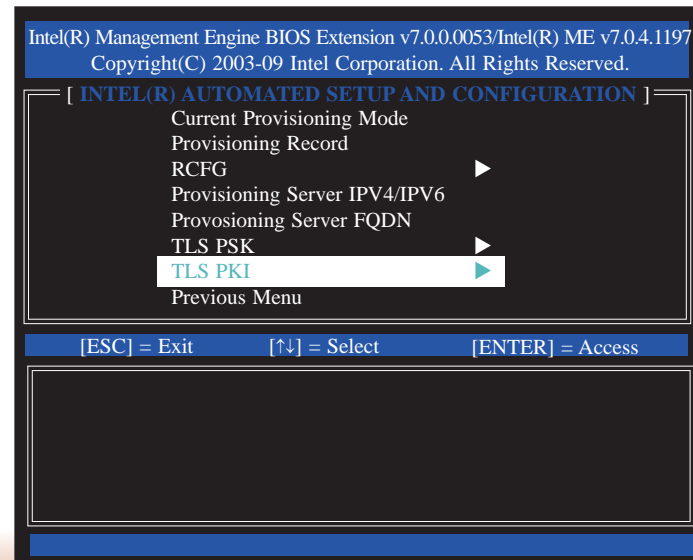 Intel(R) Management Engine BIOS Extension v7.0.0.0053/Intel(R) ME v7.0.4.1197
Copyright(C) 2003-09 Intel Corporation. All Rights Reserved.
[ INTEL(R) AUTOMATED SETUP AND CONFIGURATION ]
Current Provisioning Mode
Provisioning Record
RCFG ▶
Provisioning Server IPV4/IPV6
Provosioning Server FQDN
TLS PSK ▶
TLS PKI ▶
Previous Menu
[ESC] = Exit [↑↓] = Select [ENTER] = Access